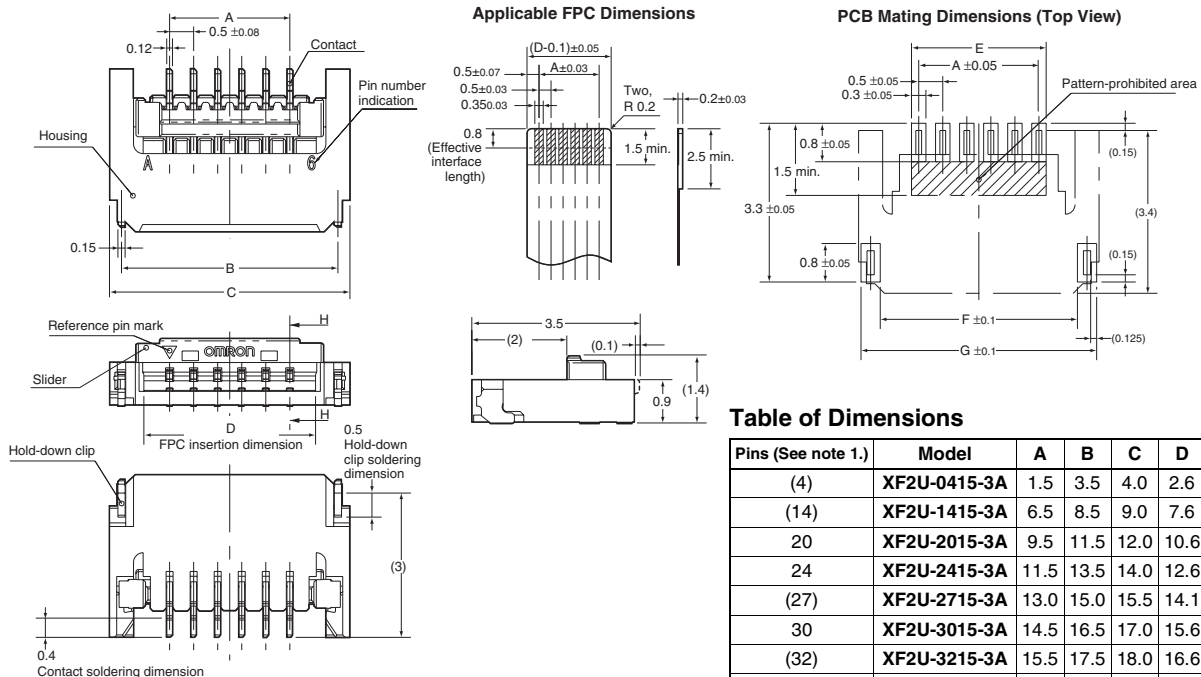 A
0.5 ±0.08
0.12
Contact
Pin number
indication
Housing
A
6
0.15
B
C
Reference pin mark
H
OMRON
Slider
H
D
FPC insertion dimension
0.5
Hold-down
clip soldering
dimension
Hold-down clip
(3)
0.4
Contact soldering dimension
Applicable FPC Dimensions
(D-0.1)±0.05
0.5±0.07
A±0.03
0.5±0.03
0.35±0.03
Two,
R 0.2
0.2±0.03
0.8
(Effective
interface
length)
1.5 min.
2.5 min.
3.5
(2)
(0.1)
0.9
(1.4)
PCB Mating Dimensions (Top View)
E
A ±0.05
0.5 ±0.05
0.3 ±0.05
Pattern-prohibited area
0.8 ±0.05
1.5 min.
3.3 ±0.05
(0.15)
(3.4)
0.8 ±0.05
(0.15)
F ±0.1
(0.125)
G ±0.1
Table of Dimensions
Pins (See note 1.) Model A B C D
(4) XF2U-0415-3A 1.5 3.5 4.0 2.6
(14) XF2U-1415-3A 6.5 8.5 9.0 7.6
20 XF2U-2015-3A 9.5 11.5 12.0 10.6
24 XF2U-2415-3A 11.5 13.5 14.0 12.6
(27) XF2U-2715-3A 13.0 15.0 15.5 14.1
30 XF2U-3015-3A 14.5 16.5 17.0 15.6
(32) XF2U-3215-3A 15.5 17.5 18.0 16.6